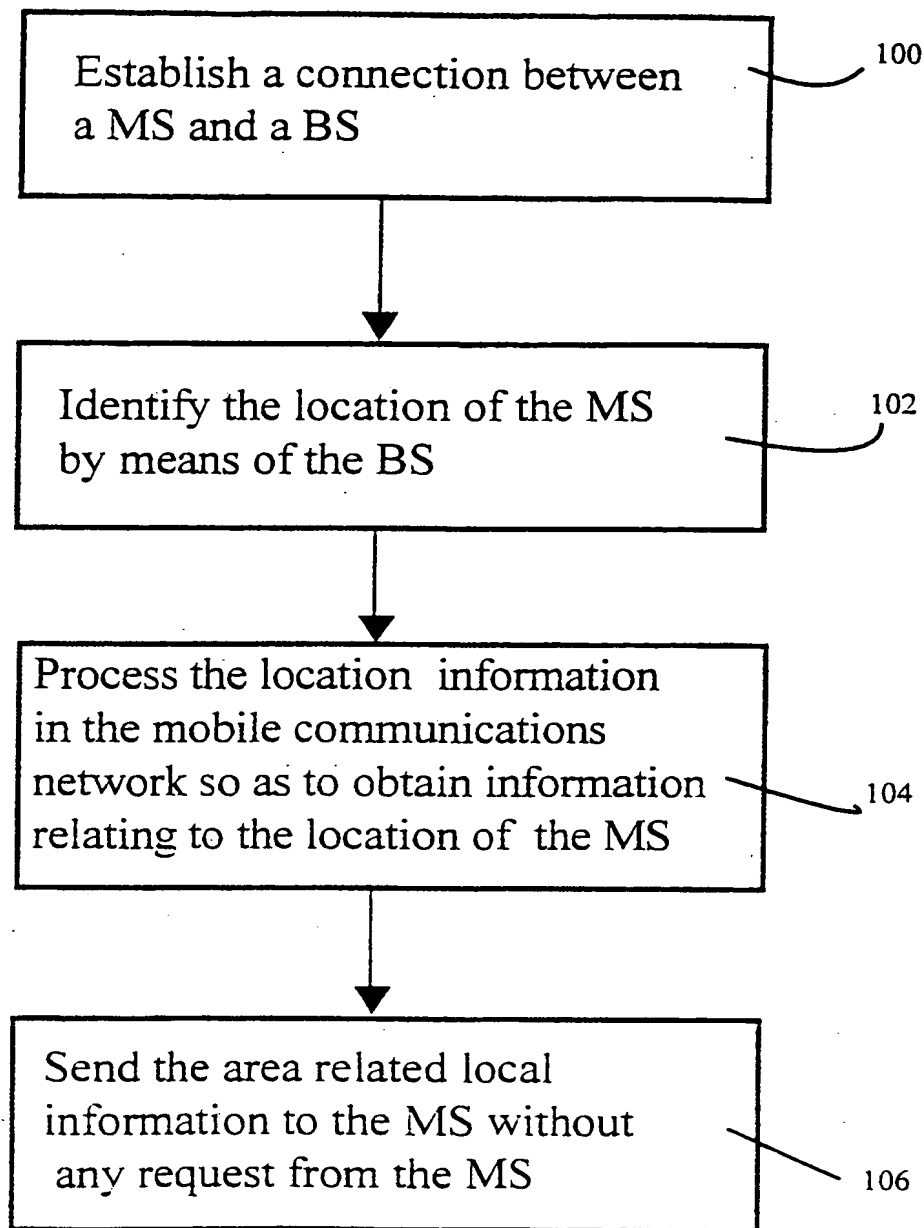 Establish a connection between
a MS and a BS
100
Identify the location of the MS
by means of the BS
102
Process the location information
in the mobile communications
network so as to obtain information
relating to the location of the MS
104
Send the area related local
information to the MS without
any request from the MS
106